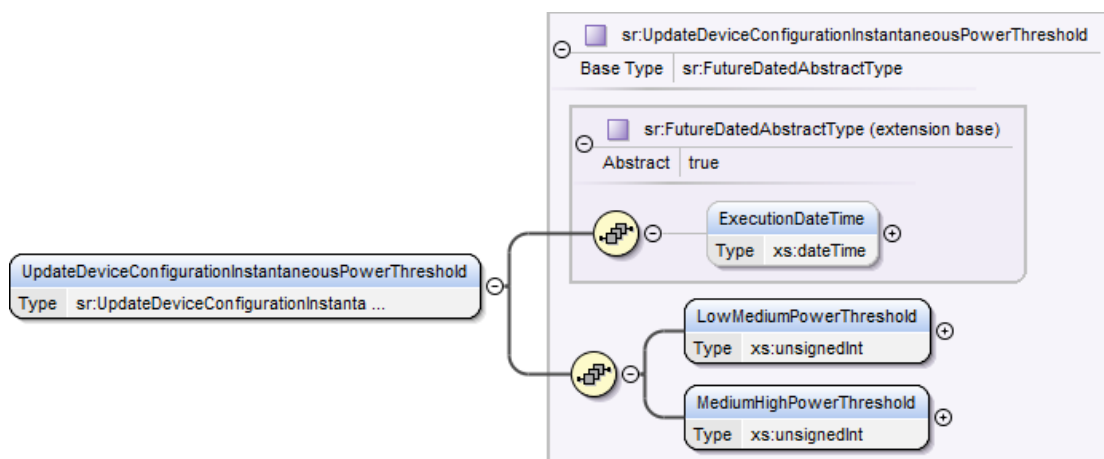 sr:UpdateDeviceConfigurationInstantaneousPowerThreshold
Base Type sr:FutureDatedAbstractType
sr:FutureDatedAbstractType (extension base)
Abstract true
ExecutionDateTime
Type xs:dateTime
UpdateDeviceConfigurationInstantaneousPowerThreshold
Type sr:UpdateDeviceConfigurationInstanta ...
LowMediumPowerThreshold
Type xs:unsignedInt
MediumHighPowerThreshold
Type xs:unsignedInt